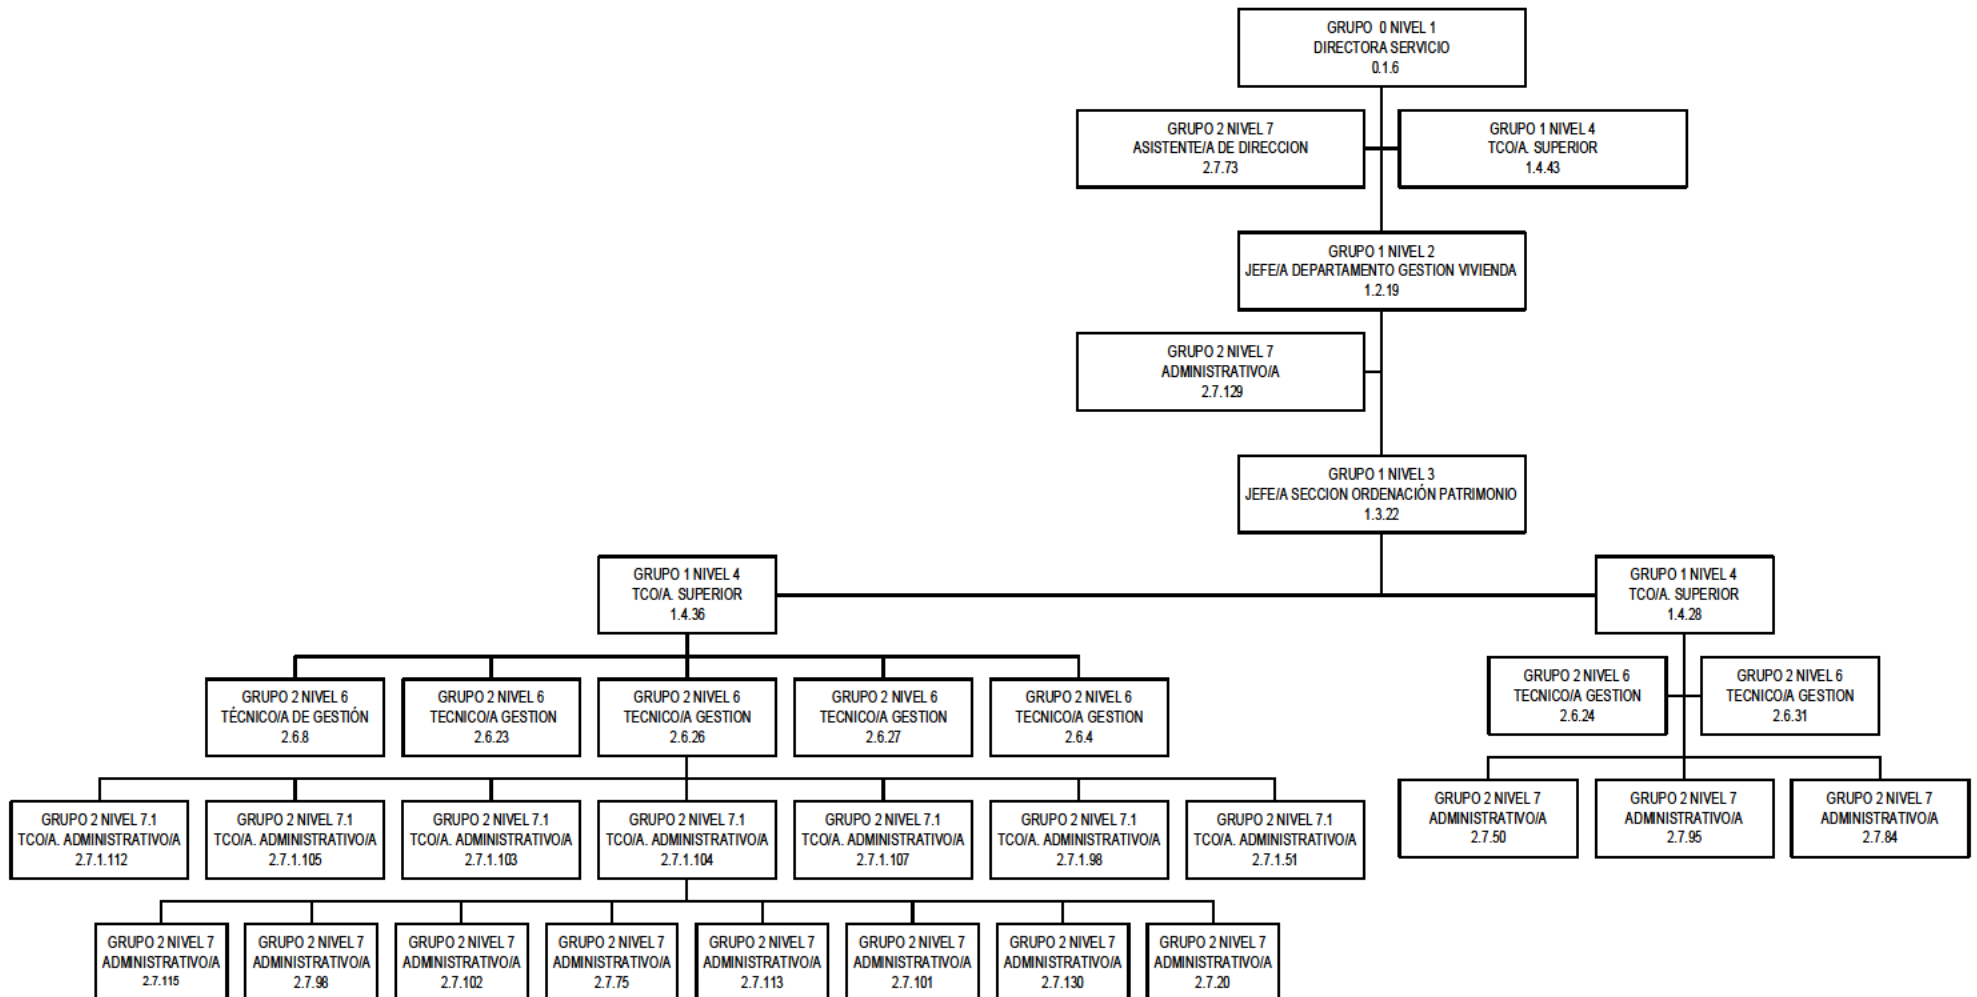 GRUPO 0 NIVEL 1
DIRECTORA SERVICIO
0.1.6
GRUPO 2 NIVEL 7
ASISTENTE/A DE DIRECCION
2.7.73
GRUPO 1 NIVEL 4
TCO/A. SUPERIOR
1.4.43
GRUPO 1 NIVEL 2
JEFE/A DEPARTAMENTO GESTION VIVIENDA
1.2.19
GRUPO 2 NIVEL 7
ADMINISTRATIVO/A
2.7.129
GRUPO 1 NIVEL 3
JEFE/A SECCION ORDENACIÓN PATRIMONIO
1.3.22
GRUPO 1 NIVEL 4
TCO/A. SUPERIOR
1.4.36
GRUPO 1 NIVEL 4
TCO/A. SUPERIOR
1.4.28
GRUPO 2 NIVEL 6
TÉCNICO/A DE GESTIÓN
2.6.8
GRUPO 2 NIVEL 6
TECNICO/A GESTION
2.6.23
GRUPO 2 NIVEL 6
TECNICO/A GESTION
2.6.26
GRUPO 2 NIVEL 6
TECNICO/A GESTION
2.6.27
GRUPO 2 NIVEL 6
TECNICO/A GESTION
2.6.4
GRUPO 2 NIVEL 6
TECNICO/A GESTION
2.6.24
GRUPO 2 NIVEL 6
TECNICO/A GESTION
2.6.31
GRUPO 2 NIVEL 7.1
TCO/A. ADMINISTRATIVO/A
2.7.1.112
GRUPO 2 NIVEL 7.1
TCO/A. ADMINISTRATIVO/A
2.7.1.105
GRUPO 2 NIVEL 7.1
TCO/A. ADMINISTRATIVO/A
2.7.1.103
GRUPO 2 NIVEL 7.1
TCO/A. ADMINISTRATIVO/A
2.7.1.104
GRUPO 2 NIVEL 7.1
TCO/A. ADMINISTRATIVO/A
2.7.1.107
GRUPO 2 NIVEL 7.1
TCO/A. ADMINISTRATIVO/A
2.7.1.98
GRUPO 2 NIVEL 7.1
TCO/A. ADMINISTRATIVO/A
2.7.1.51
GRUPO 2 NIVEL 7
ADMINISTRATIVO/A
2.7.50
GRUPO 2 NIVEL 7
ADMINISTRATIVO/A
2.7.95
GRUPO 2 NIVEL 7
ADMINISTRATIVO/A
2.7.84
GRUPO 2 NIVEL 7
ADMINISTRATIVO/A
2.7.115
GRUPO 2 NIVEL 7
ADMINISTRATIVO/A
2.7.98
GRUPO 2 NIVEL 7
ADMINISTRATIVO/A
2.7.102
GRUPO 2 NIVEL 7
ADMINISTRATIVO/A
2.7.75
GRUPO 2 NIVEL 7
ADMINISTRATIVO/A
2.7.113
GRUPO 2 NIVEL 7
ADMINISTRATIVO/A
2.7.101
GRUPO 2 NIVEL 7
ADMINISTRATIVO/A
2.7.130
GRUPO 2 NIVEL 7
ADMINISTRATIVO/A
2.7.20